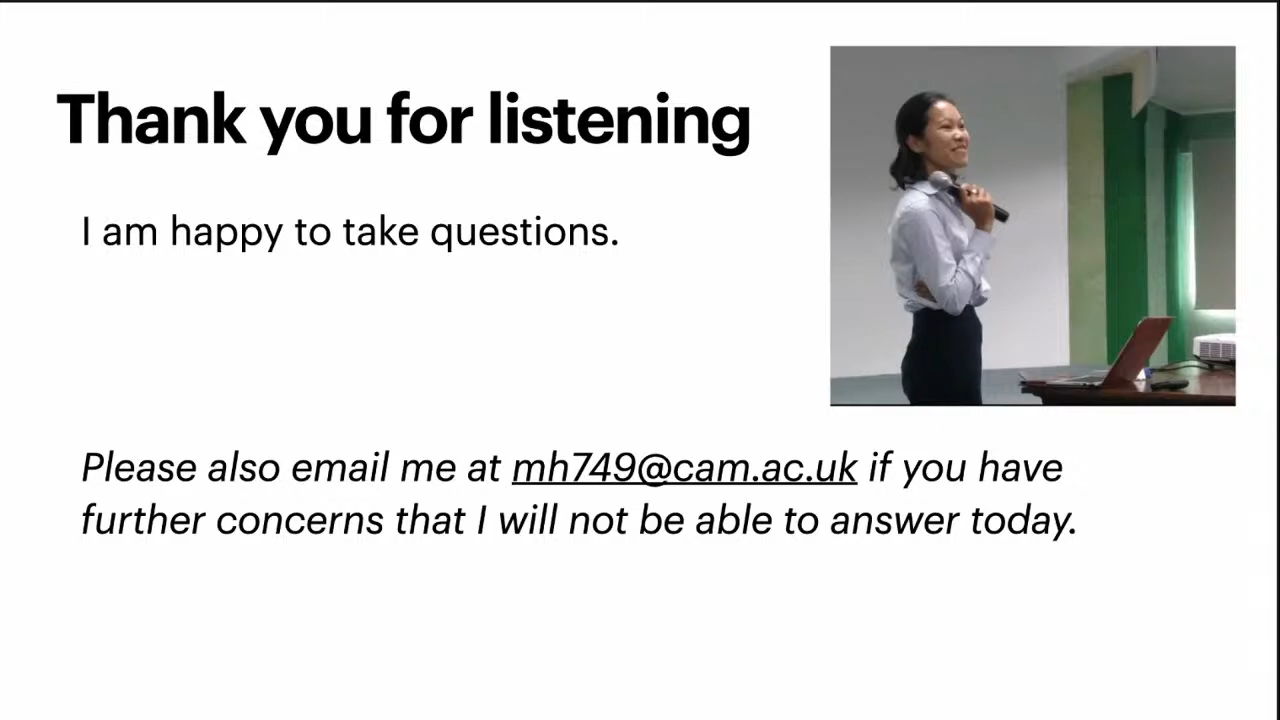 Thank you for listening
I am happy to take questions.
Please also email me at mh749@cam.ac.uk if you have
further concerns that I will not be able to answer today.